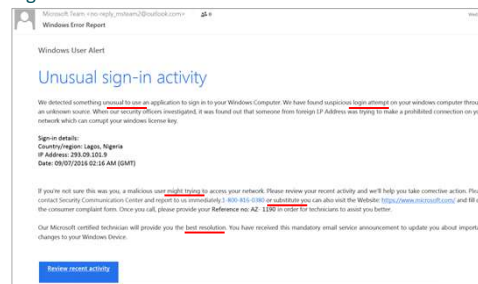 Microsoft Team <no-reply_msteam2@outlook.com> 6
Windows Error Report
Windows User Alert
Unusual sign-in activity
We detected something unusual to use an application to sign in to your Windows Computer. We have found suspicious login attempt on your windows computer throu
an unknown source. When our security officers investigated, it was found out that someone from foreign I.P Address was trying to make a prohibited connection on yo
network which can corrupt your windows license key.
Sign-in details:
Country/region: Lagos, Nigeria
IP Address: 293.09.101.9
Date: 09/07/2016 02:16 AM (GMT)
If you're not sure this was you, a malicious user might trying to access your network. Please review your recent activity and we'll help you take corrective action. Ple
contact Security Communication Center and report to us immediately.1-800-816-0380 or substitute you can also visit the Website: https://www.microsoft.com/ and fill o
the consumer complaint form. Once you call, please provide your Reference no: AZ- 1190 in order for technicians to assist you better.
Our Microsoft certified technician will provide you the best resolution. You have received this mandatory email service announcement to update you about importa
changes to your Windows Device.
Review recent activity